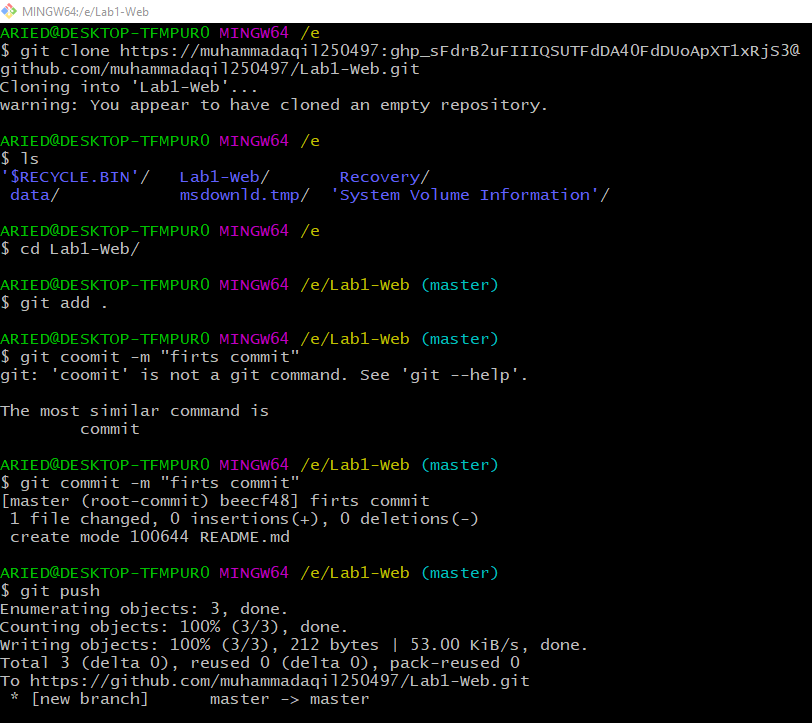 MINGW64:/e/Lab1-Web
ARIED@DESKTOP-TFMPURO MINGW64 /e
$ git clone https://muhammadaqil250497:[REDACTED]@
github.com/muhammadaqil250497/Lab1-Web.git
Cloning into 'Lab1-Web'...
warning: You appear to have cloned an empty repository.
ARIED@DESKTOP-TFMPURO MINGW64 /e
$ ls
'$RECYCLE.BIN'/ Lab1-Web/ Recovery/
data/ msdownld.tmp/ 'System Volume Information'/
ARIED@DESKTOP-TFMPURO MINGW64 /e
$ cd Lab1-Web/
ARIED@DESKTOP-TFMPURO MINGW64 /e/Lab1-Web (master)
$ git add .
ARIED@DESKTOP-TFMPURO MINGW64 /e/Lab1-Web (master)
$ git coomit -m "firts commit"
git: 'coomit' is not a git command. See 'git --help'.
The most similar command is
commit
ARIED@DESKTOP-TFMPURO MINGW64 /e/Lab1-Web (master)
$ git commit -m "firts commit"
[master (root-commit) beecf48] firts commit
1 file changed, 0 insertions(+), 0 deletions(-)
create mode 100644 README.md
ARIED@DESKTOP-TFMPURO MINGW64 /e/Lab1-Web (master)
$ git push
Enumerating objects: 3, done.
Counting objects: 100% (3/3), done.
Writing objects: 100% (3/3), 212 bytes | 53.00 KiB/s, done.
Total 3 (delta 0), reused 0 (delta 0), pack-reused 0
To https://github.com/muhammadaqil250497/Lab1-Web.git
* [new branch] master -> master